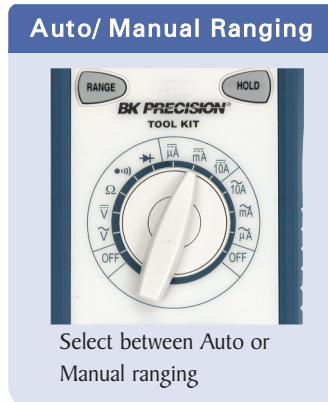 Auto/ Manual Ranging
RANGE
HOLD
BK PRECISION®
TOOL KIT
µA
mA
10A
•)))
Ω
V
V
OFF
10A
mA
µA
OFF
Select between Auto or
Manual ranging